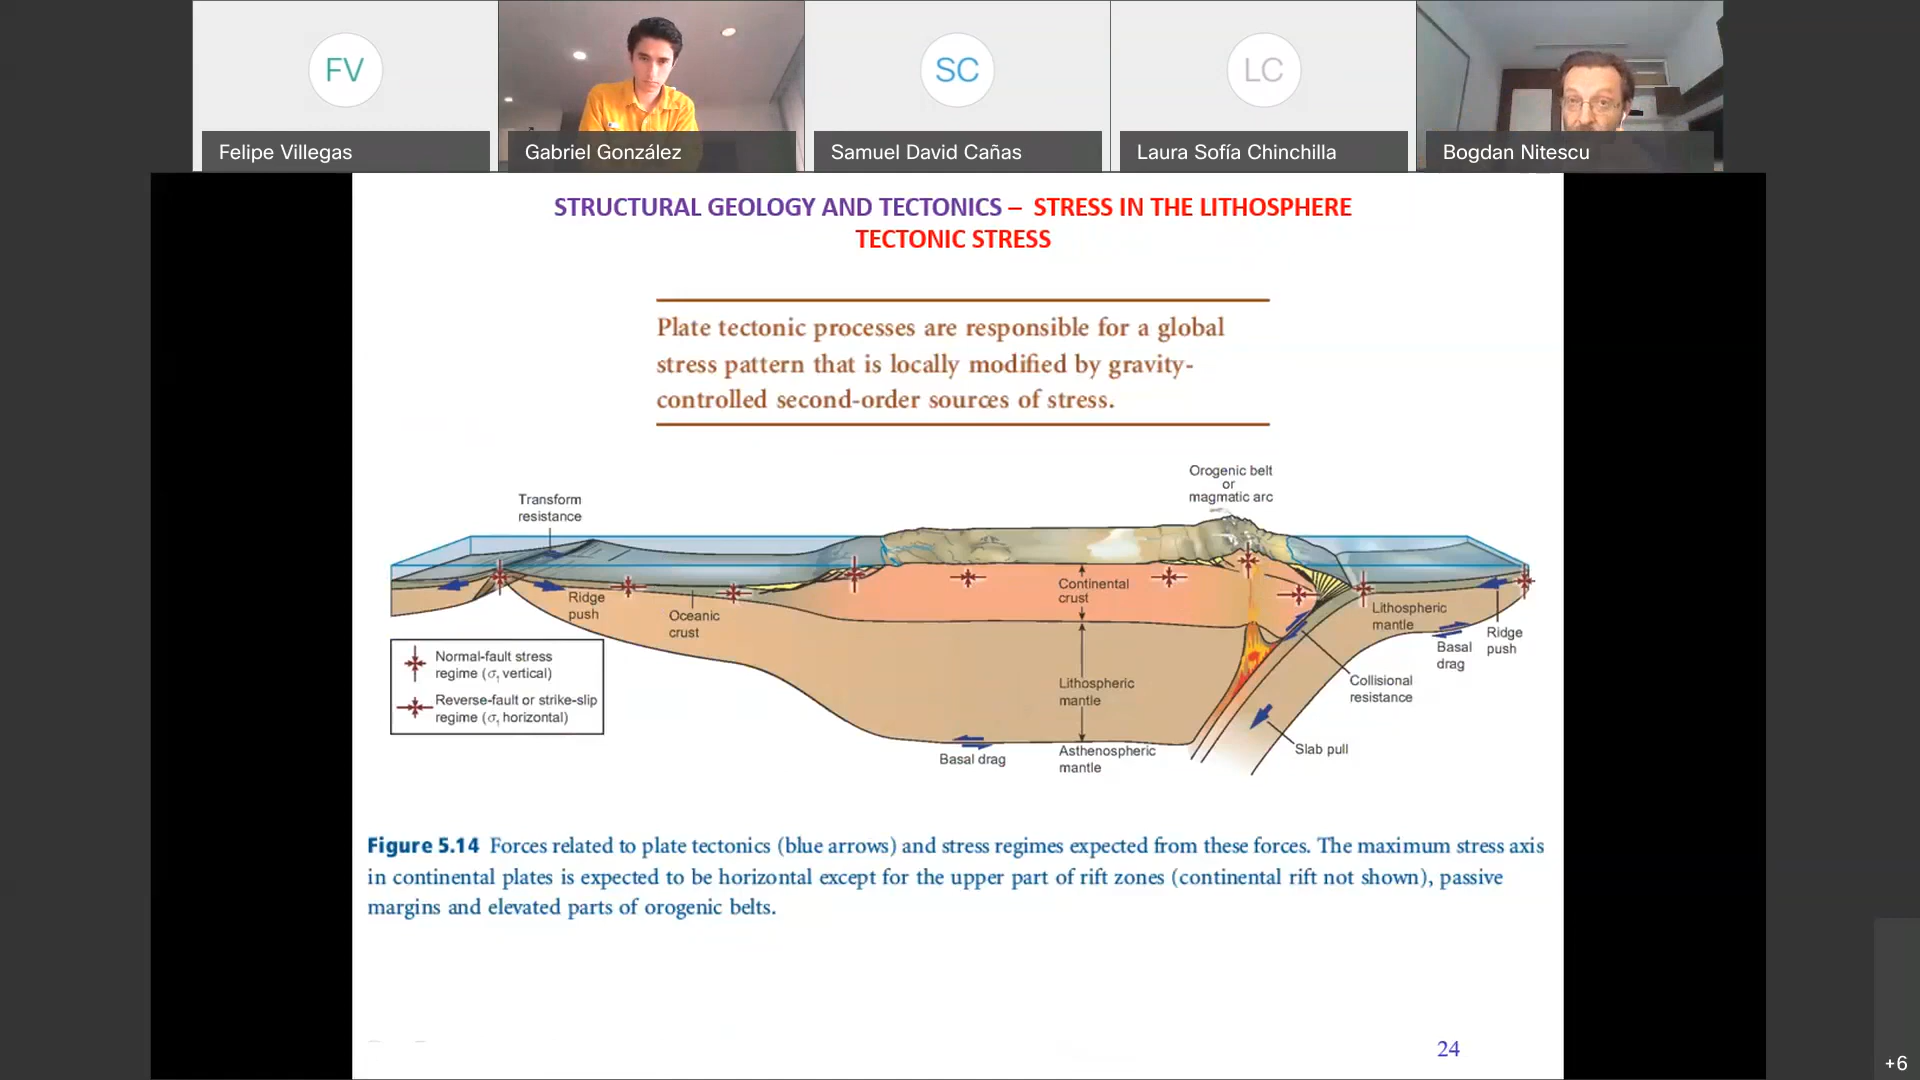 FV
SC
LC
Felipe Villegas
Gabriel González
Samuel David Cañas
Laura Sofía Chinchilla
Bogdan Nitescu
STRUCTURAL GEOLOGY AND TECTONICS – STRESS IN THE LITHOSPHERE
TECTONIC STRESS
Plate tectonic processes are responsible for a global
stress pattern that is locally modified by gravity-
controlled second-order sources of stress.
Orogenic belt
or
magmatic arc
Transform
resistance
Ridge
push
Oceanic
crust
Continental
crust
Lithospheric
mantle
Basal
drag
Ridge
push
Normal-fault stress
regime (σ₁ vertical)
Reverse-fault or strike-slip
regime (σ₁ horizontal)
Lithospheric
mantle
Collisional
resistance
Slab pull
Basal drag
Asthenospheric
mantle
Figure 5.14 Forces related to plate tectonics (blue arrows) and stress regimes expected from these forces. The maximum stress axis
in continental plates is expected to be horizontal except for the upper part of rift zones (continental rift not shown), passive
margins and elevated parts of orogenic belts.
24
+6